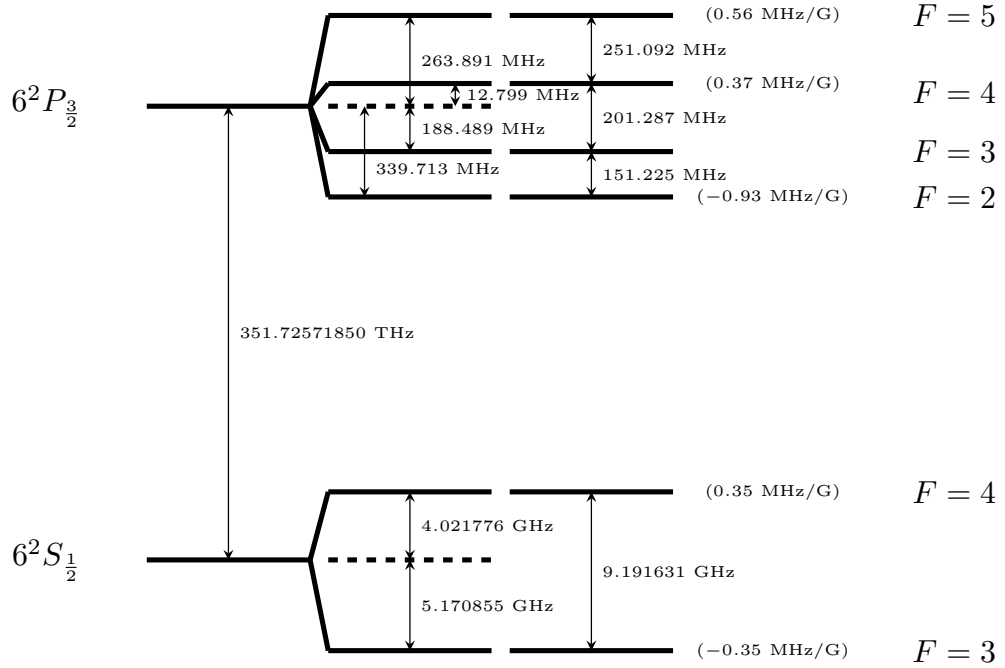 (0.56 MHz/G) F = 5
263.891 MHz 251.092 MHz
6²P_{3/2} 12.799 MHz (0.37 MHz/G) F = 4
188.489 MHz 201.287 MHz
F = 3
339.713 MHz 151.225 MHz
(−0.93 MHz/G) F = 2
351.72571850 THz
(0.35 MHz/G) F = 4
4.021776 GHz
6²S_{1/2} 9.191631 GHz
5.170855 GHz
(−0.35 MHz/G) F = 3